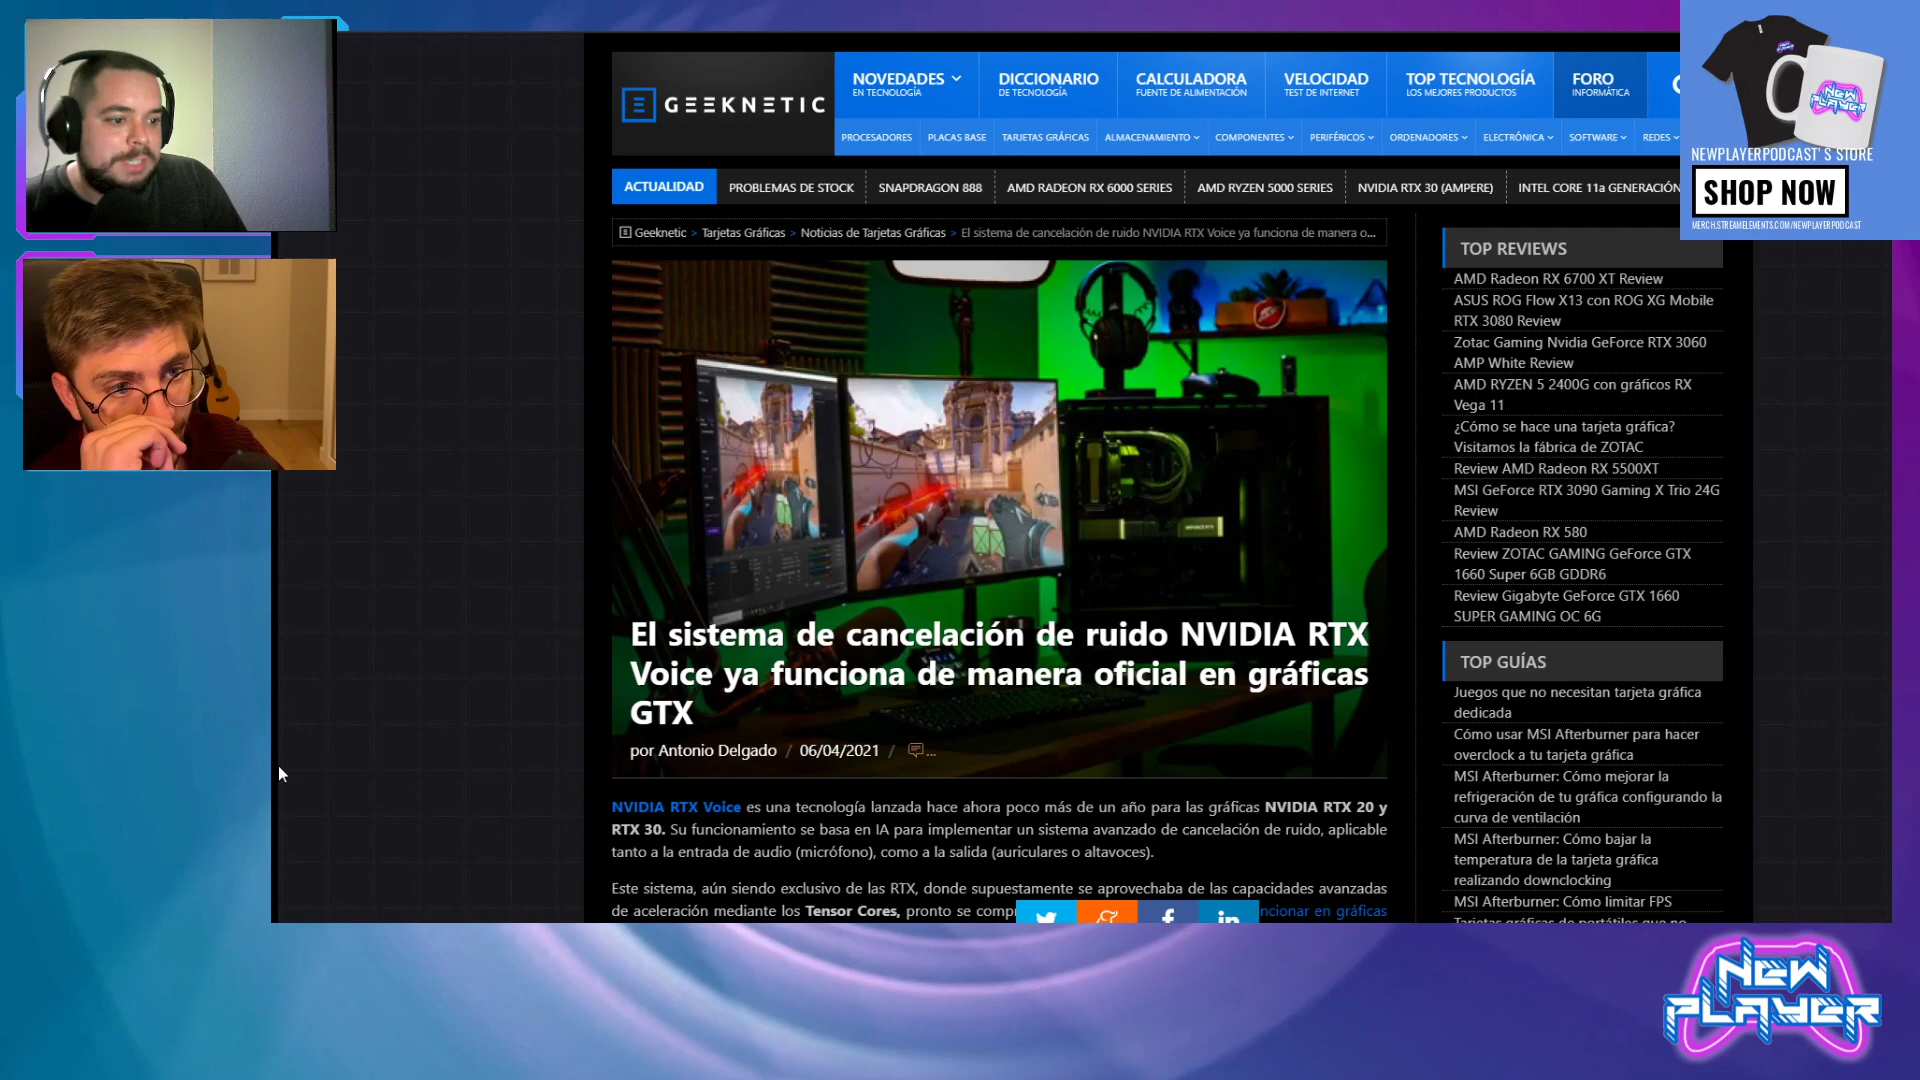 GEEKNETIC
NOVEDADES
EN TECNOLOGÍA
DICCIONARIO
DE TECNOLOGÍA
CALCULADORA
FUENTE DE ALIMENTACIÓN
VELOCIDAD
TEST DE INTERNET
TOP TECNOLOGÍA
LOS MEJORES PRODUCTOS
FORO
INFORMÁTICA
PROCESADORES PLACAS BASE TARJETAS GRÁFICAS ALMACENAMIENTO COMPONENTES PERIFÉRICOS ORDENADORES ELECTRÓNICA SOFTWARE REDES
ACTUALIDAD PROBLEMAS DE STOCK SNAPDRAGON 888 AMD RADEON RX 6000 SERIES AMD RYZEN 5000 SERIES NVIDIA RTX 30 (AMPERE) INTEL CORE 11a GENERACIÓN
Geeknetic > Tarjetas Gráficas > Noticias de Tarjetas Gráficas > El sistema de cancelación de ruido NVIDIA RTX Voice ya funciona de manera o...
El sistema de cancelación de ruido NVIDIA RTX
Voice ya funciona de manera oficial en gráficas
GTX
por Antonio Delgado / 06/04/2021 / ...
NVIDIA RTX Voice es una tecnología lanzada hace ahora poco más de un año para las gráficas NVIDIA RTX 20 y
RTX 30. Su funcionamiento se basa en IA para implementar un sistema avanzado de cancelación de ruido, aplicable
tanto a la entrada de audio (micrófono), como a la salida (auriculares o altavoces).
Este sistema, aún siendo exclusivo de las RTX, donde supuestamente se aprovechaba de las capacidades avanzadas
de aceleración mediante los Tensor Cores, pronto se compr ncionar en gráficas
TOP REVIEWS
AMD Radeon RX 6700 XT Review
ASUS ROG Flow X13 con ROG XG Mobile
RTX 3080 Review
Zotac Gaming Nvidia GeForce RTX 3060
AMP White Review
AMD RYZEN 5 2400G con gráficos RX
Vega 11
¿Cómo se hace una tarjeta gráfica?
Visitamos la fábrica de ZOTAC
Review AMD Radeon RX 5500XT
MSI GeForce RTX 3090 Gaming X Trio 24G
Review
AMD Radeon RX 580
Review ZOTAC GAMING GeForce GTX
1660 Super 6GB GDDR6
Review Gigabyte GeForce GTX 1660
SUPER GAMING OC 6G
TOP GUÍAS
Juegos que no necesitan tarjeta gráfica
dedicada
Cómo usar MSI Afterburner para hacer
overclock a tu tarjeta gráfica
MSI Afterburner: Cómo mejorar la
refrigeración de tu gráfica configurando la
curva de ventilación
MSI Afterburner: Cómo bajar la
temperatura de la tarjeta gráfica
realizando downclocking
MSI Afterburner: Cómo limitar FPS
Tarjetas gráficas de portátiles que no
NEW
PLAYER
NEWPLAYERPODCAST'S STORE
SHOP NOW
MERCH.STREAMELEMENTS.COM/NEWPLAYERPODCAST
NEW
PLAYER